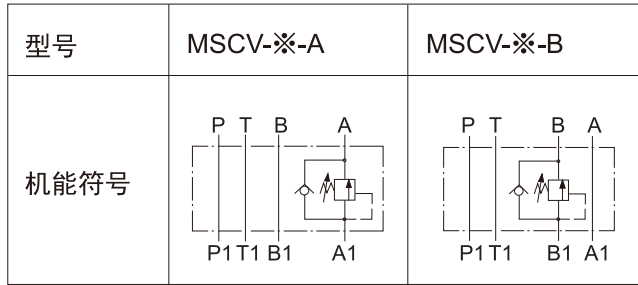 型号 MSCV-※-A MSCV-※-B
P T B A P T B A
机能符号
P1 T1 B1 A1 P1 T1 B1 A1